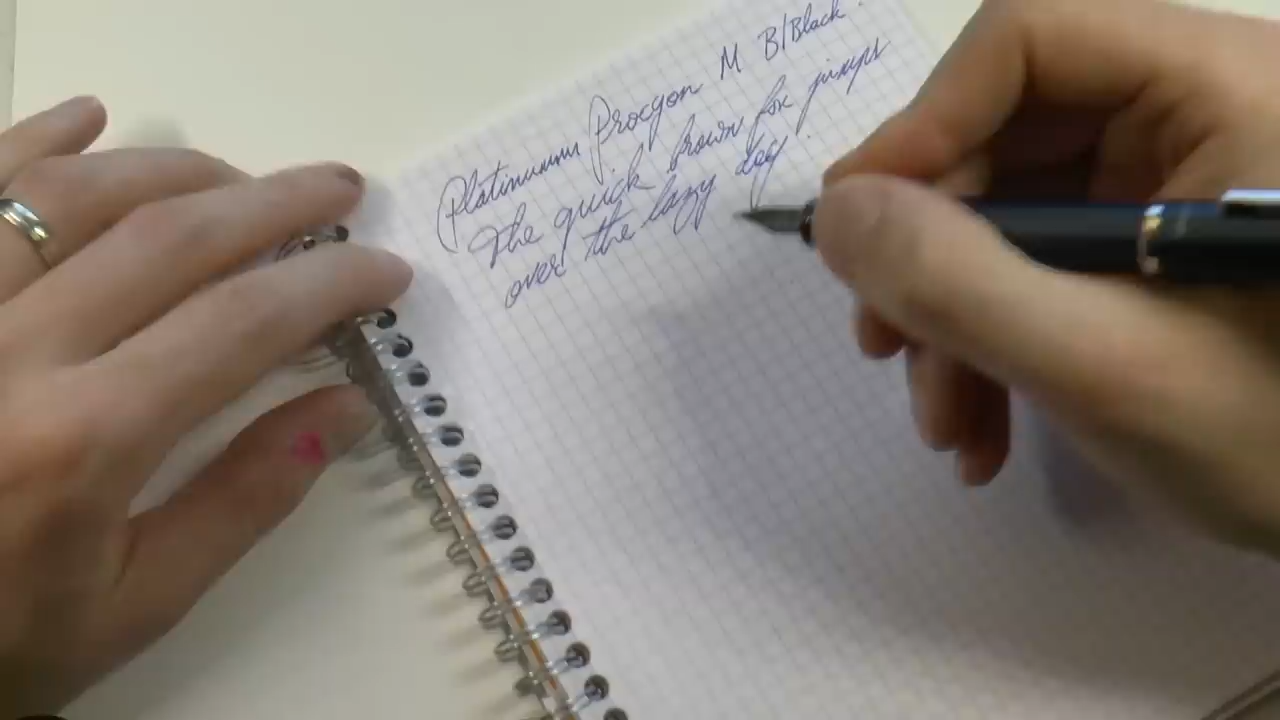 Platinum Procyon M B/Black.
The quick brown fox jumps
over the lazy dog.